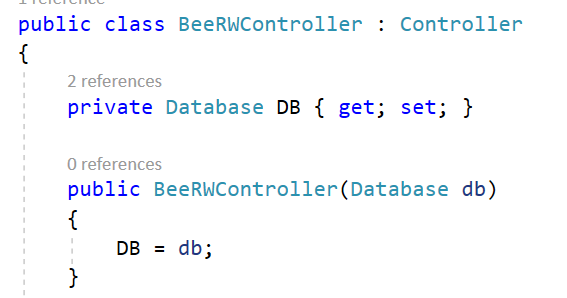 1 reference
public class BeeRWController : Controller
{
2 references
private Database DB { get; set; }
0 references
public BeeRWController(Database db)
{
DB = db;
}